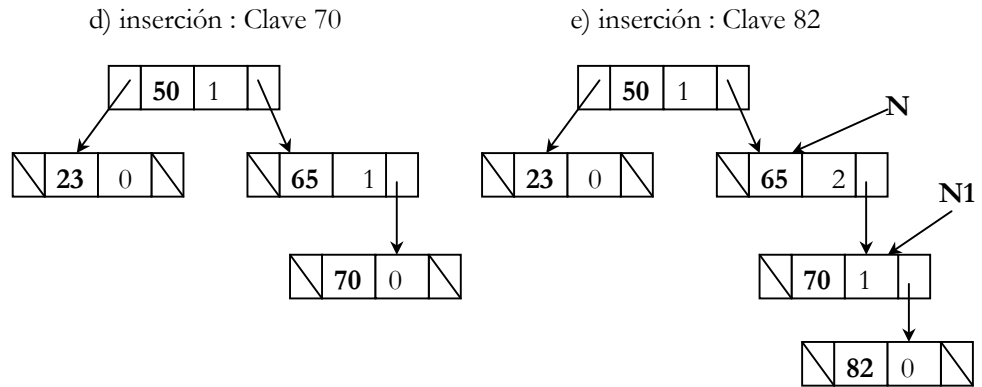 d) inserción : Clave 70
e) inserción : Clave 82
50 1
50 1
N
23 0
65 1
23 0
65 2
N1
70 0
70 1
82 0